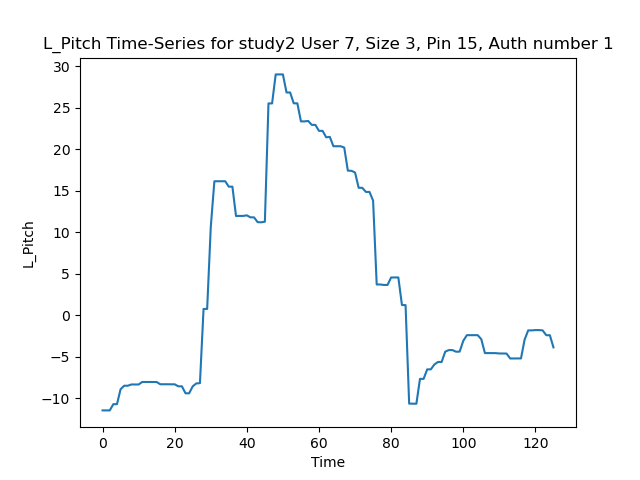 L_Pitch Time-Series for study2 User 7, Size 3, Pin 15, Auth number 1
30
25
20
15
10
5
0
−5
−10
L_Pitch
0 20 40 60 80 100 120
Time